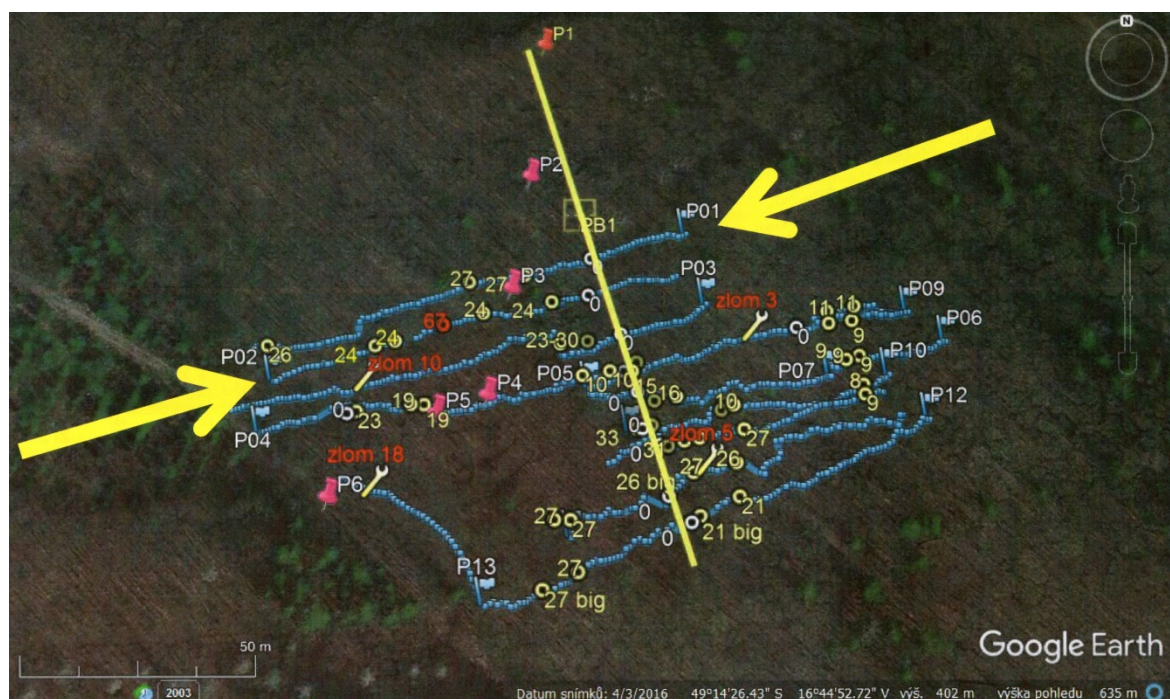 N
P1
P2
PB1
P01
27 27 P3
P03
0
0
67 24 24
zlom 3
11 11 P09
P02 26 24 24
23-30
9 P06
zlom 10
P05 10 10 15 16
P07 9 9 9 P10
P04 0 23 19 19 P5 P4
0 10
8 9
P12
33 31 zlom 5 27
0
zlom 18
P6
26 big 27 26
27 27
0
21
0 21 big
P13 27
27 big
50 m
Google Earth
2003
Datum snímků: 4/3/2016 49°14'26.43" S 16°44'52.72" V výš. 402 m výška pohledu 635 m